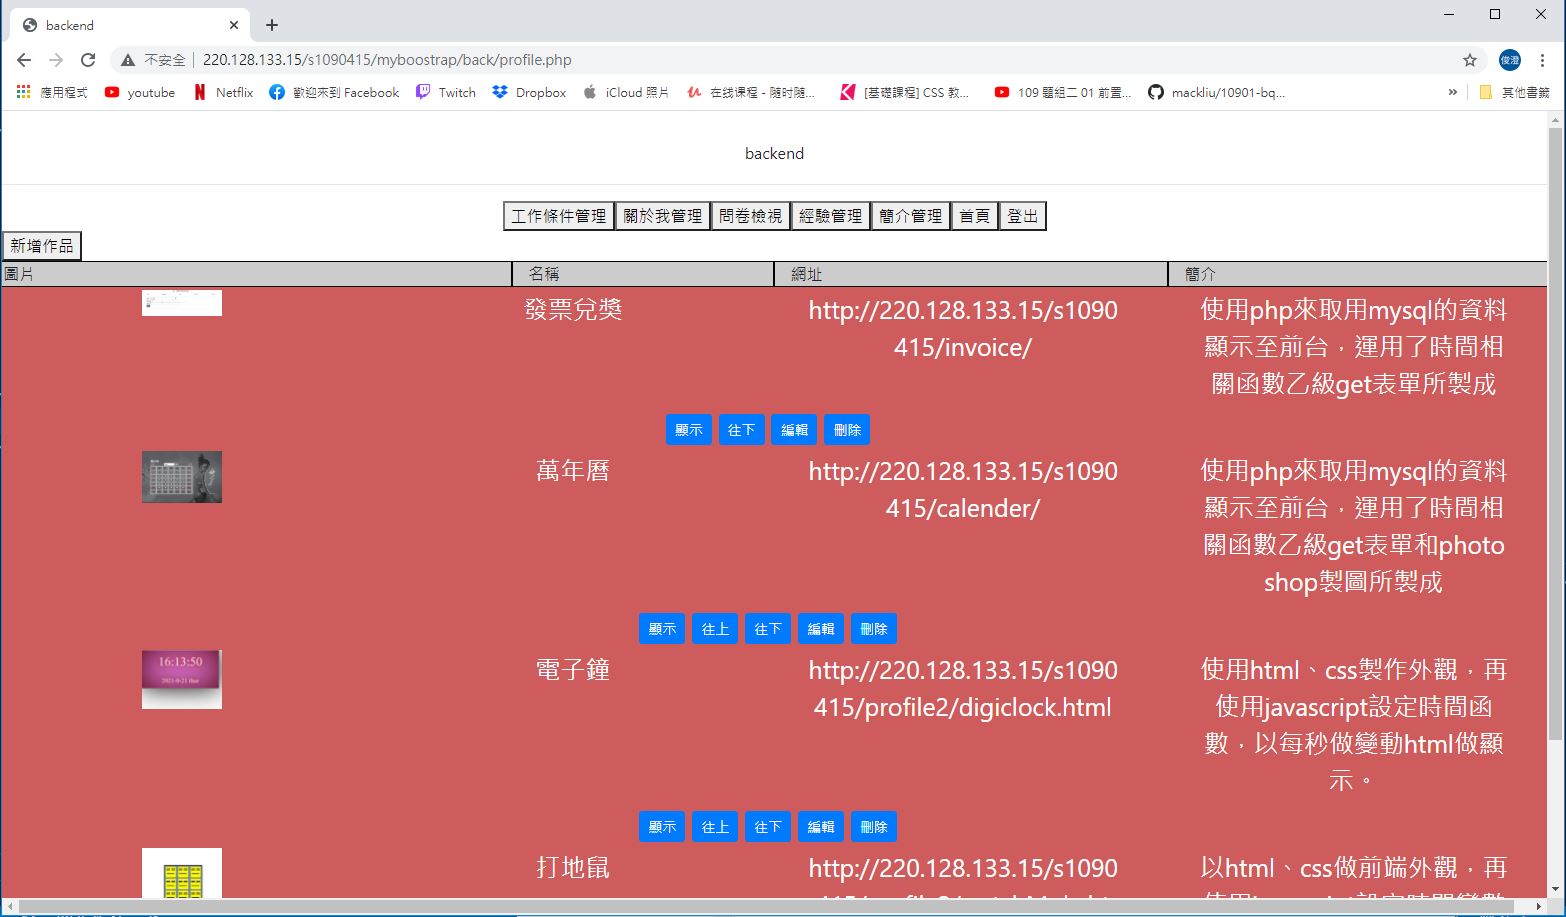 backend
不安全 220.128.133.15/s1090415/myboostrap/back/profile.php
俊澄
應用程式 youtube Netflix 歡迎來到 Facebook Twitch Dropbox iCloud 照片 在线课程 - 随时随... [基礎課程] CSS 教... 109 題組二 01 前置... mackliu/10901-bq... » 其他書籤
backend
工作條件管理 關於我管理 問卷檢視 經驗管理 簡介管理 首頁 登出
新增作品
圖片 名稱 網址 簡介
發票兌獎
http://220.128.133.15/s1090
415/invoice/
使用php來取用mysql的資料
顯示至前台，運用了時間相
關函數乙級get表單所製成
顯示 往下 編輯 刪除
萬年曆
http://220.128.133.15/s1090
415/calender/
使用php來取用mysql的資料
顯示至前台，運用了時間相
關函數乙級get表單和photo
shop製圖所製成
顯示 往上 往下 編輯 刪除
16:13:50
電子鐘
http://220.128.133.15/s1090
415/profile2/digiclock.html
使用html、css製作外觀，再
使用javascript設定時間函
數，以每秒做變動html做顯
示。
顯示 往上 往下 編輯 刪除
打地鼠
http://220.128.133.15/s1090
以html、css做前端外觀，再